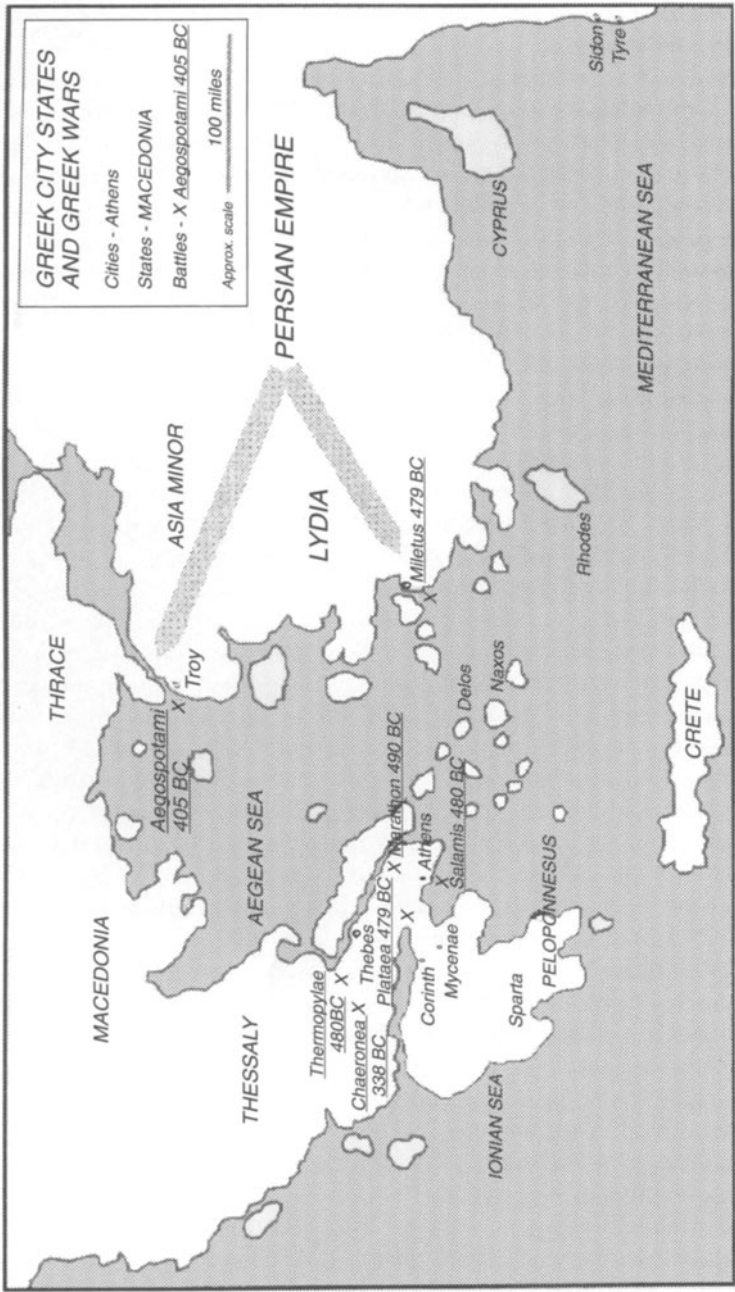 GREEK CITY STATES
AND GREEK WARS
Cities - Athens
States - MACEDONIA
Battles - X Aegospotami 405 BC
Approx. scale
100 miles
THRACE
MACEDONIA
Aegospotami
405 BC
X
Troy
ASIA MINOR
PERSIAN EMPIRE
AEGEAN SEA
THESSALY
LYDIA
Thermopylae
480BC X
Chaeronea X
338 BC
Thebes
Plataea 479 BC
X
X Marathon 490 BC
Athens
X
Salamis 480 BC
Miletus 479 BC
X
Corinth
Mycenae
Delos
Naxos
Sparta
PELOPONNESUS
IONIAN SEA
Rhodes
CYPRUS
Sidon
Tyre
CRETE
MEDITERRANEAN SEA